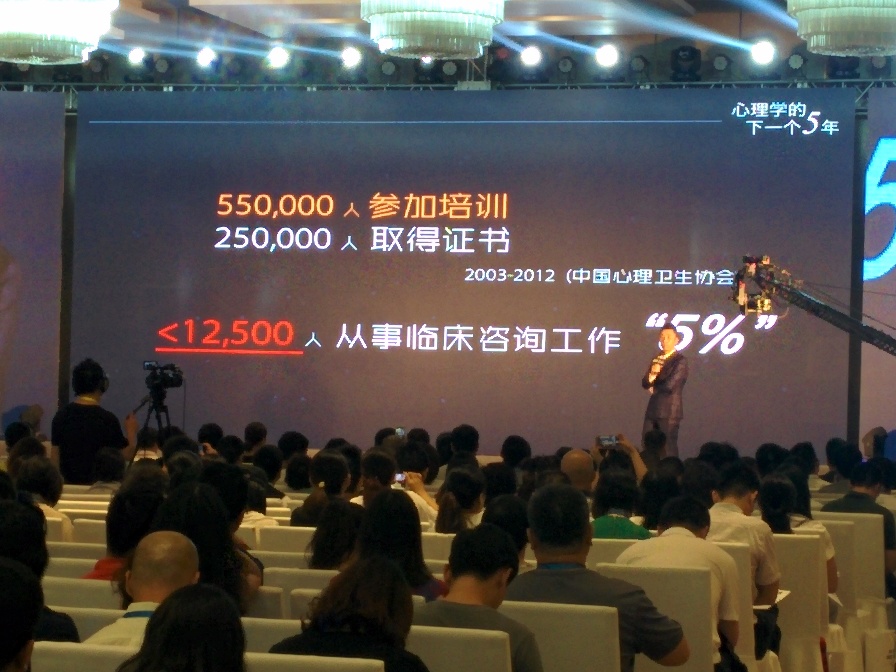 心理学的
下一个5年
550,000 人 参加培训
250,000 人 取得证书
2003-2012 (中国心理卫生协会
<12,500 人 从事临床咨询工作 “5%”
5